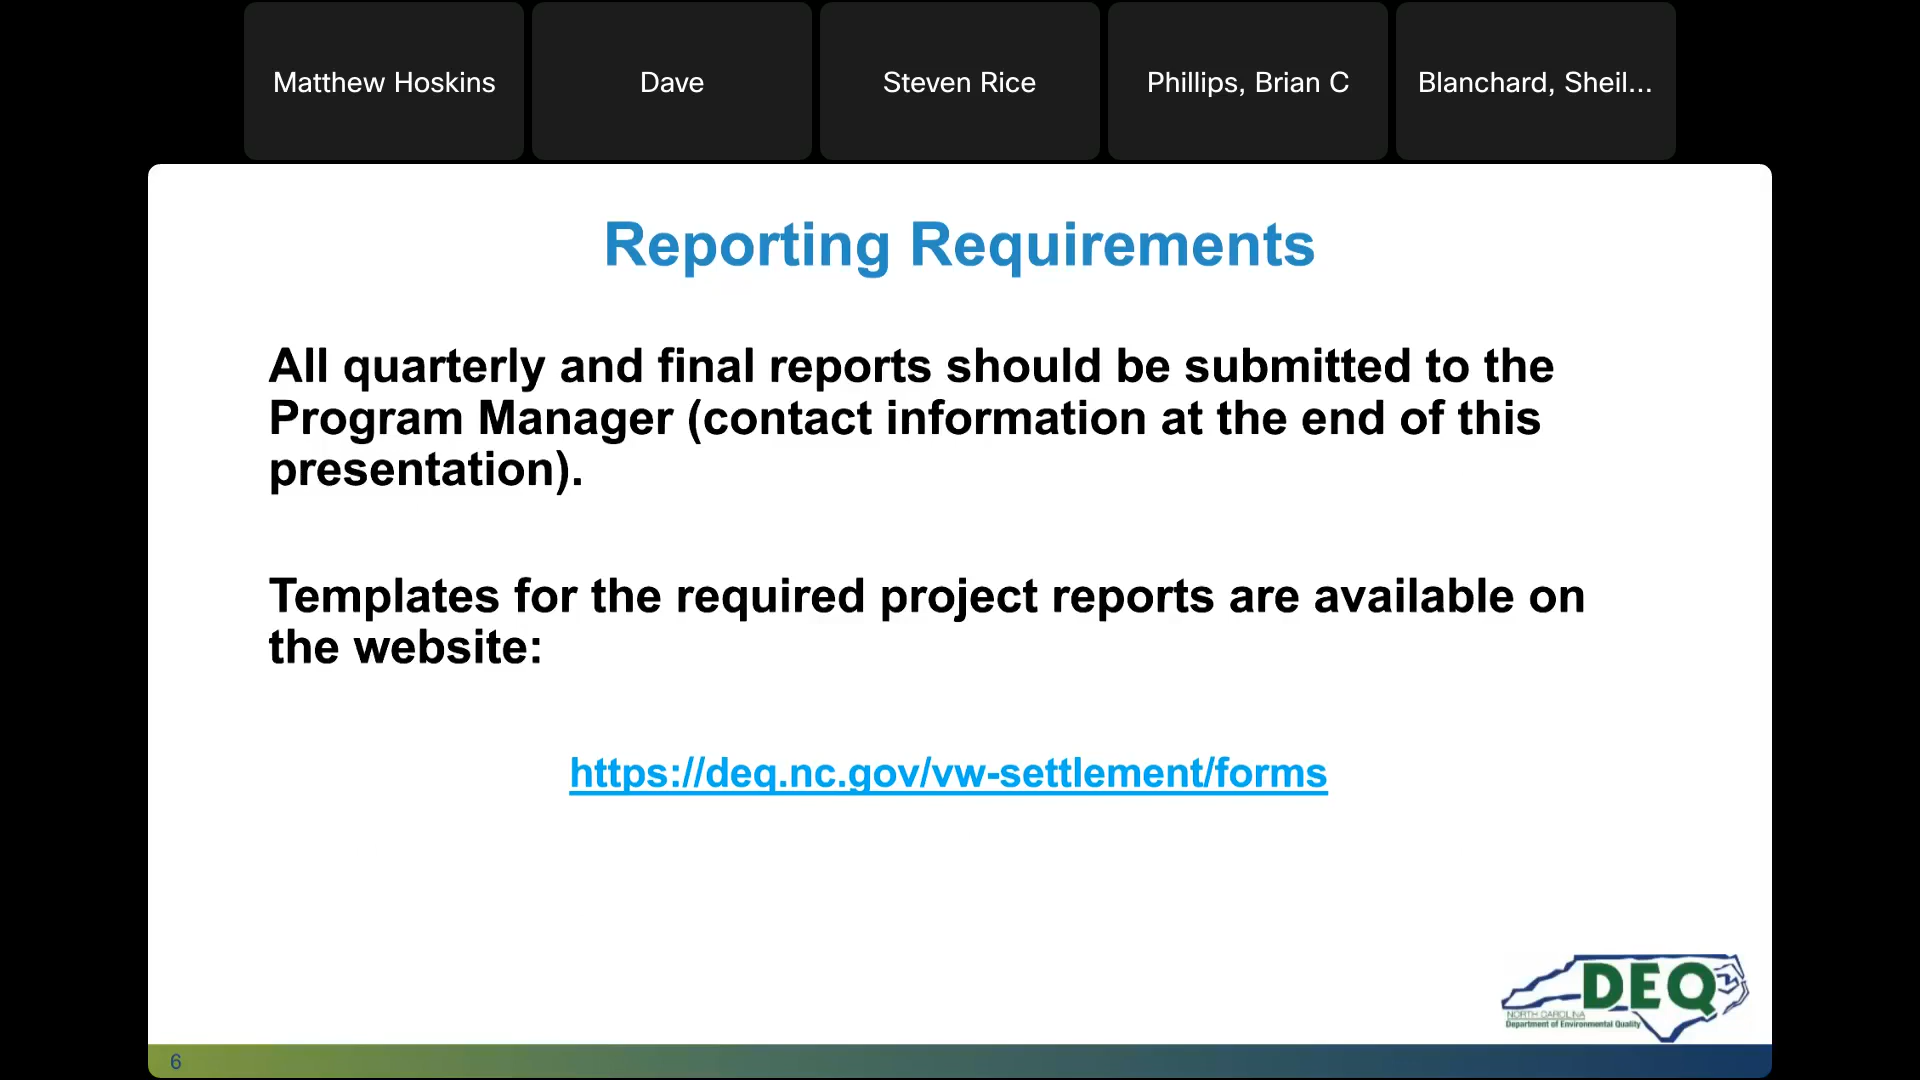 Matthew Hoskins
Dave
Steven Rice
Phillips, Brian C
Blanchard, Sheil...
Reporting Requirements
All quarterly and final reports should be submitted to the
Program Manager (contact information at the end of this
presentation).
Templates for the required project reports are available on
the website:
https://deq.nc.gov/vw-settlement/forms
DEQ
NORTH CAROLINA
Department of Environmental Quality
6